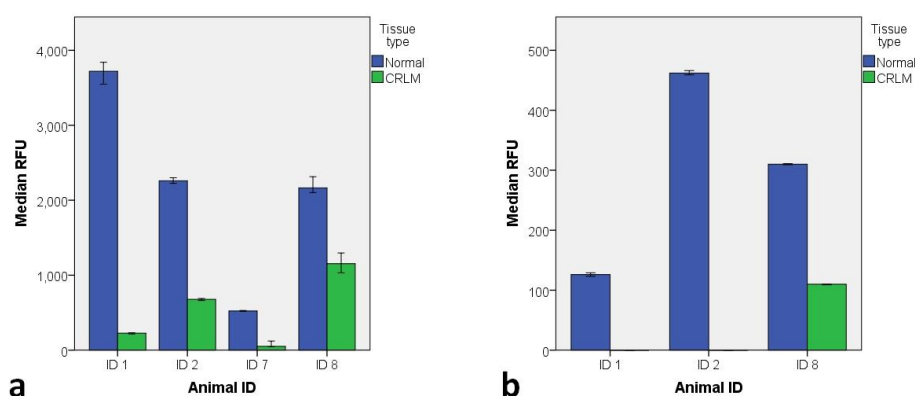 Tissue type
Normal
CRLM
4,000
3,000
2,000
1,000
0
Median RFU
ID 1 ID 2 ID 7 ID 8
Animal ID
a
Tissue type
Normal
CRLM
500
400
300
200
100
0
Median RFU
ID 1 ID 2 ID 8
Animal ID
b